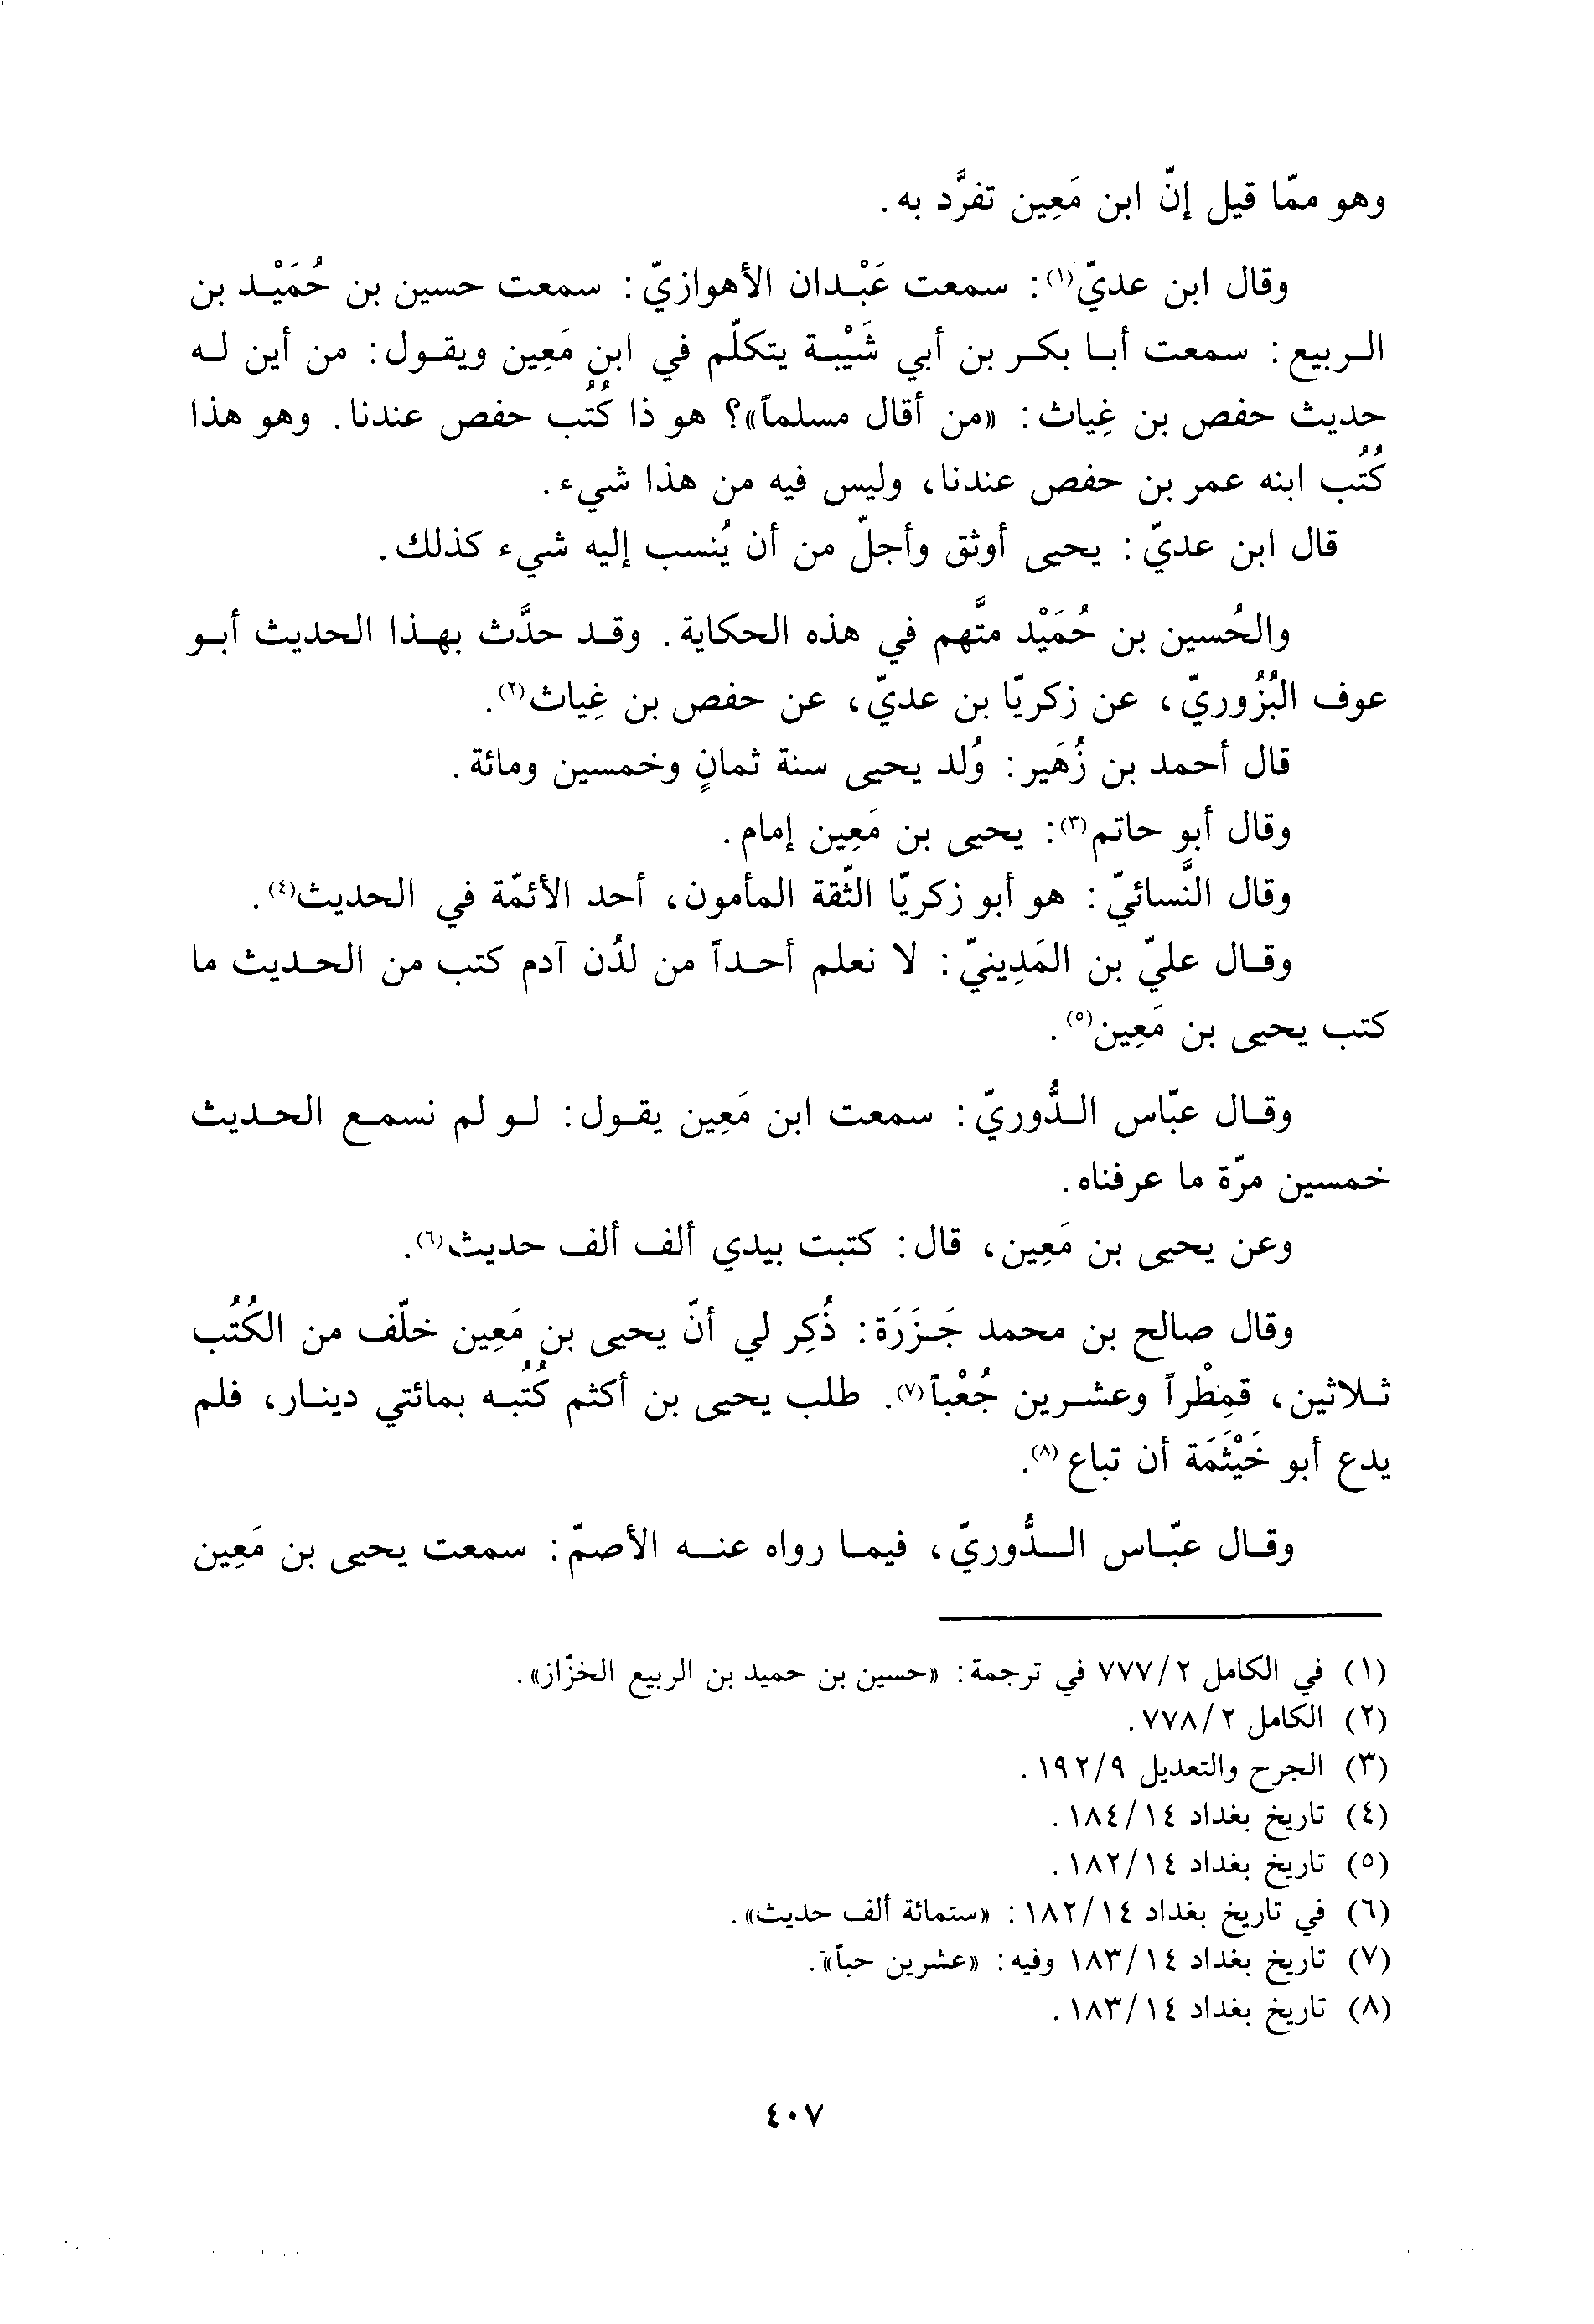 وهو ممّا قيل إنّ ابن مَعِين تفرَّد به.
وقال ابن عديّ(١): سمعت عَبْدان الأهوازيّ: سمعت حسين بن حُمَيْد بن
الربيع: سمعت أبا بكر بن أبي شَيْبة يتكلّم في ابن مَعِين ويقول: من أين له
حديث حفص بن غِياث: «من أقال مسلماً»؟ هو ذا كُتُب حفص عندنا. وهو هذا
كُتُب ابنه عمر بن حفص عندنا، وليس فيه من هذا شيء.
قال ابن عديّ: يحيى أوثق وأجلّ من أن يُنسب إليه شيء كذلك.
والحُسين بن حُمَيْد متَّهم في هذه الحكاية. وقد حدَّث بهذا الحديث أبو
عوف البُزُوريّ، عن زكريّا بن عديّ، عن حفص بن غِياث(٢).
قال أحمد بن زُهَير: وُلد يحيى سنة ثمانٍ وخمسين ومائة.
وقال أبو حاتم(٣): يحيى بن مَعِين إمام.
وقال النَّسائيّ: هو أبو زكريّا الثّقة المأمون، أحد الأئمّة في الحديث(٤).
وقال عليّ بن المَدِينيّ: لا نعلم أحداً من لدُن آدم كتب من الحديث ما
كتب يحيى بن مَعِين(٥).
وقال عبّاس الدُّوريّ: سمعت ابن مَعِين يقول: لو لم نسمع الحديث
خمسين مرّة ما عرفناه.
وعن يحيى بن مَعِين، قال: كتبت بيدي ألف ألف حديث(٦).
وقال صالح بن محمد جَزَرَة: ذُكِر لي أنّ يحيى بن مَعِين خلّف من الكُتُب
ثلاثين، قمِطْراً وعشرين جُعْباً(٧). طلب يحيى بن أكثم كُتُبه بمائتي دينار، فلم
يدع أبو خَيْثَمَة أن تباع(٨).
وقال عبّاس الدُّوريّ، فيما رواه عنه الأصمّ: سمعت يحيى بن مَعِين
(١) في الكامل ٢/٧٧٧ في ترجمة: «حسين بن حميد بن الربيع الخزّاز».
(٢) الكامل ٢/٧٧٨.
(٣) الجرح والتعديل ٩/١٩٢.
(٤) تاريخ بغداد ١٤/١٨٤.
(٥) تاريخ بغداد ١٤/١٨٢.
(٦) في تاريخ بغداد ١٤/١٨٢: «ستمائة ألف حديث».
(٧) تاريخ بغداد ١٤/١٨٣ وفيه: «عشرين حباً».
(٨) تاريخ بغداد ١٤/١٨٣.
٤٠٧